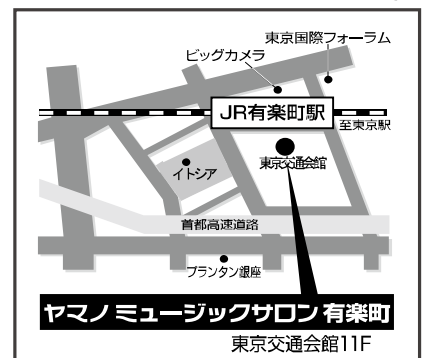 東京国際フォーラム
ビッグカメラ
JR有楽町駅
至東京駅
東京交通会館
イトシア
首都高速道路
プランタン銀座
ヤマノ ミュージックサロン 有楽町
東京交通会館11F